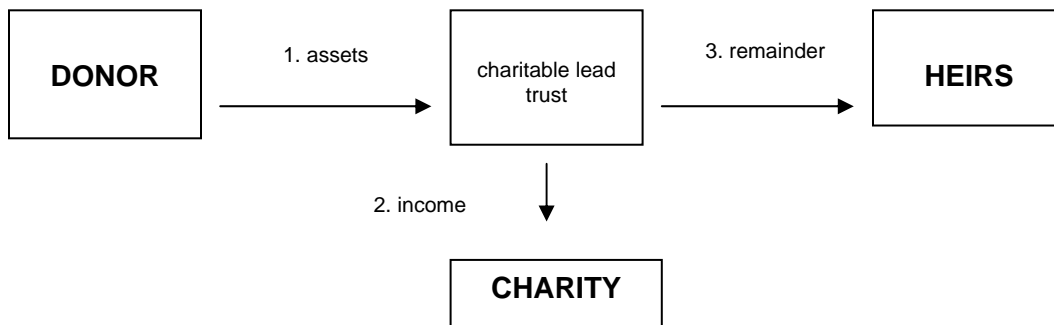 1. assets
3. remainder
DONOR
charitable lead
trust
HEIRS
2. income
CHARITY